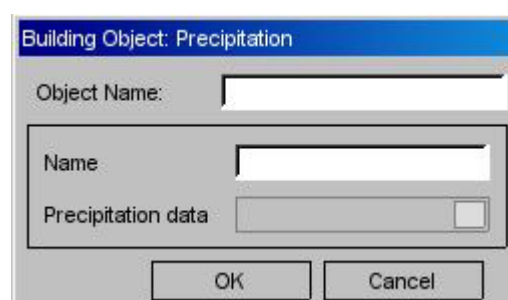 Building Object: Precipitation
Object Name:
Name
Precipitation data
OK Cancel